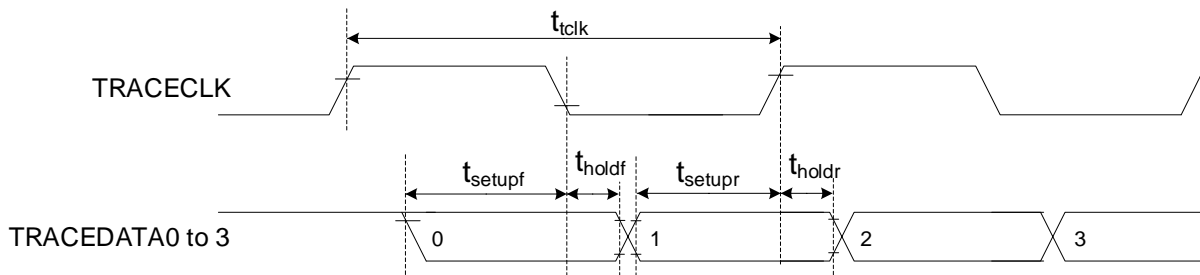 t_tclk
TRACECLK
t_setupf
t_holdf
t_setupr
t_holdr
TRACEDATA0 to 3
0
1
2
3